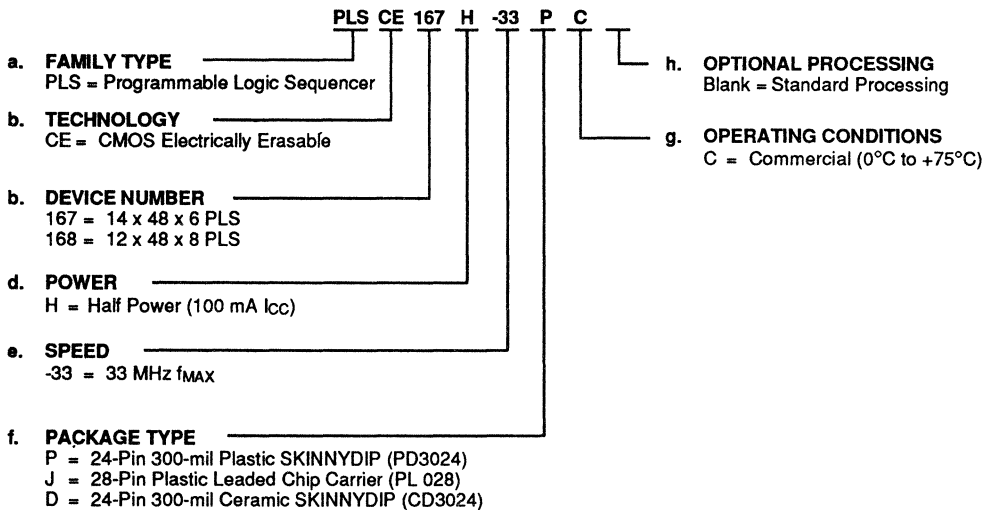 PLS CE 167 H -33 P C
a. FAMILY TYPE
PLS = Programmable Logic Sequencer
b. TECHNOLOGY
CE = CMOS Electrically Erasable
b. DEVICE NUMBER
167 = 14 x 48 x 6 PLS
168 = 12 x 48 x 8 PLS
d. POWER
H = Half Power (100 mA ICC)
e. SPEED
-33 = 33 MHz fMAX
f. PACKAGE TYPE
P = 24-Pin 300-mil Plastic SKINNYDIP (PD3024)
J = 28-Pin Plastic Leaded Chip Carrier (PL 028)
D = 24-Pin 300-mil Ceramic SKINNYDIP (CD3024)
h. OPTIONAL PROCESSING
Blank = Standard Processing
g. OPERATING CONDITIONS
C = Commercial (0°C to +75°C)